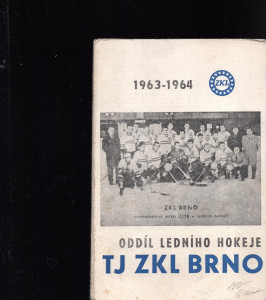 1963-1964
ZKL
ZKL BRNO
ODDÍL LEDNÍHO HOKEJE
TJ ZKL BRNO